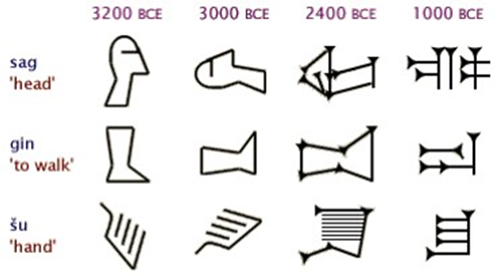 3200 BCE 3000 BCE 2400 BCE 1000 BCE
sag
'head'
gin
'to walk'
šu
'hand'